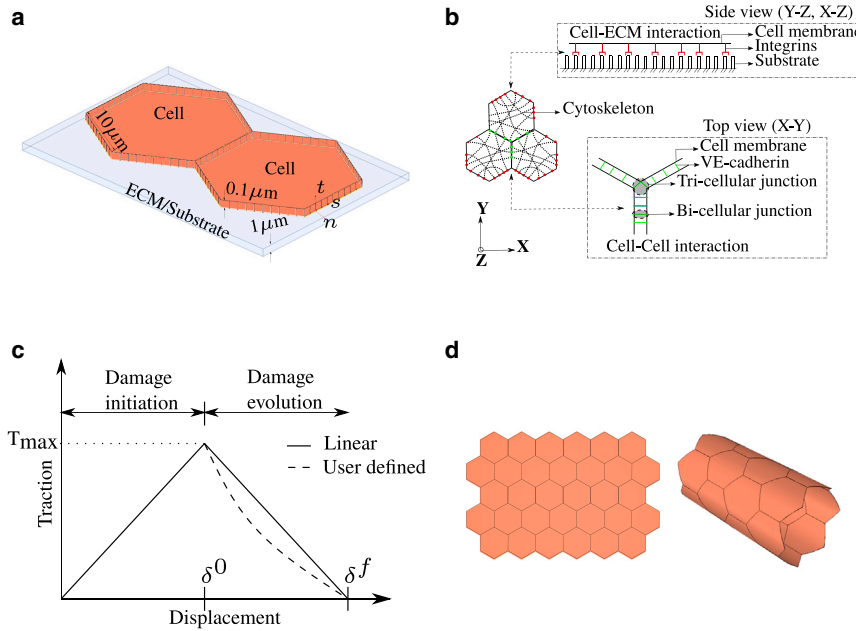 a
Cell
Cell
10μm
0.1μm
1μm
t
s
n
ECM/Substrate
b
Side view (Y-Z, X-Z)
Cell-ECM interaction
Cell membrane
Integrins
Substrate
Cytoskeleton
Top view (X-Y)
Cell membrane
VE-cadherin
Tri-cellular junction
Bi-cellular junction
Cell-Cell interaction
Y
X
Z
c
Damage initiation
Damage evolution
Tmax
Linear
User defined
Traction
δ⁰
δᶠ
Displacement
d